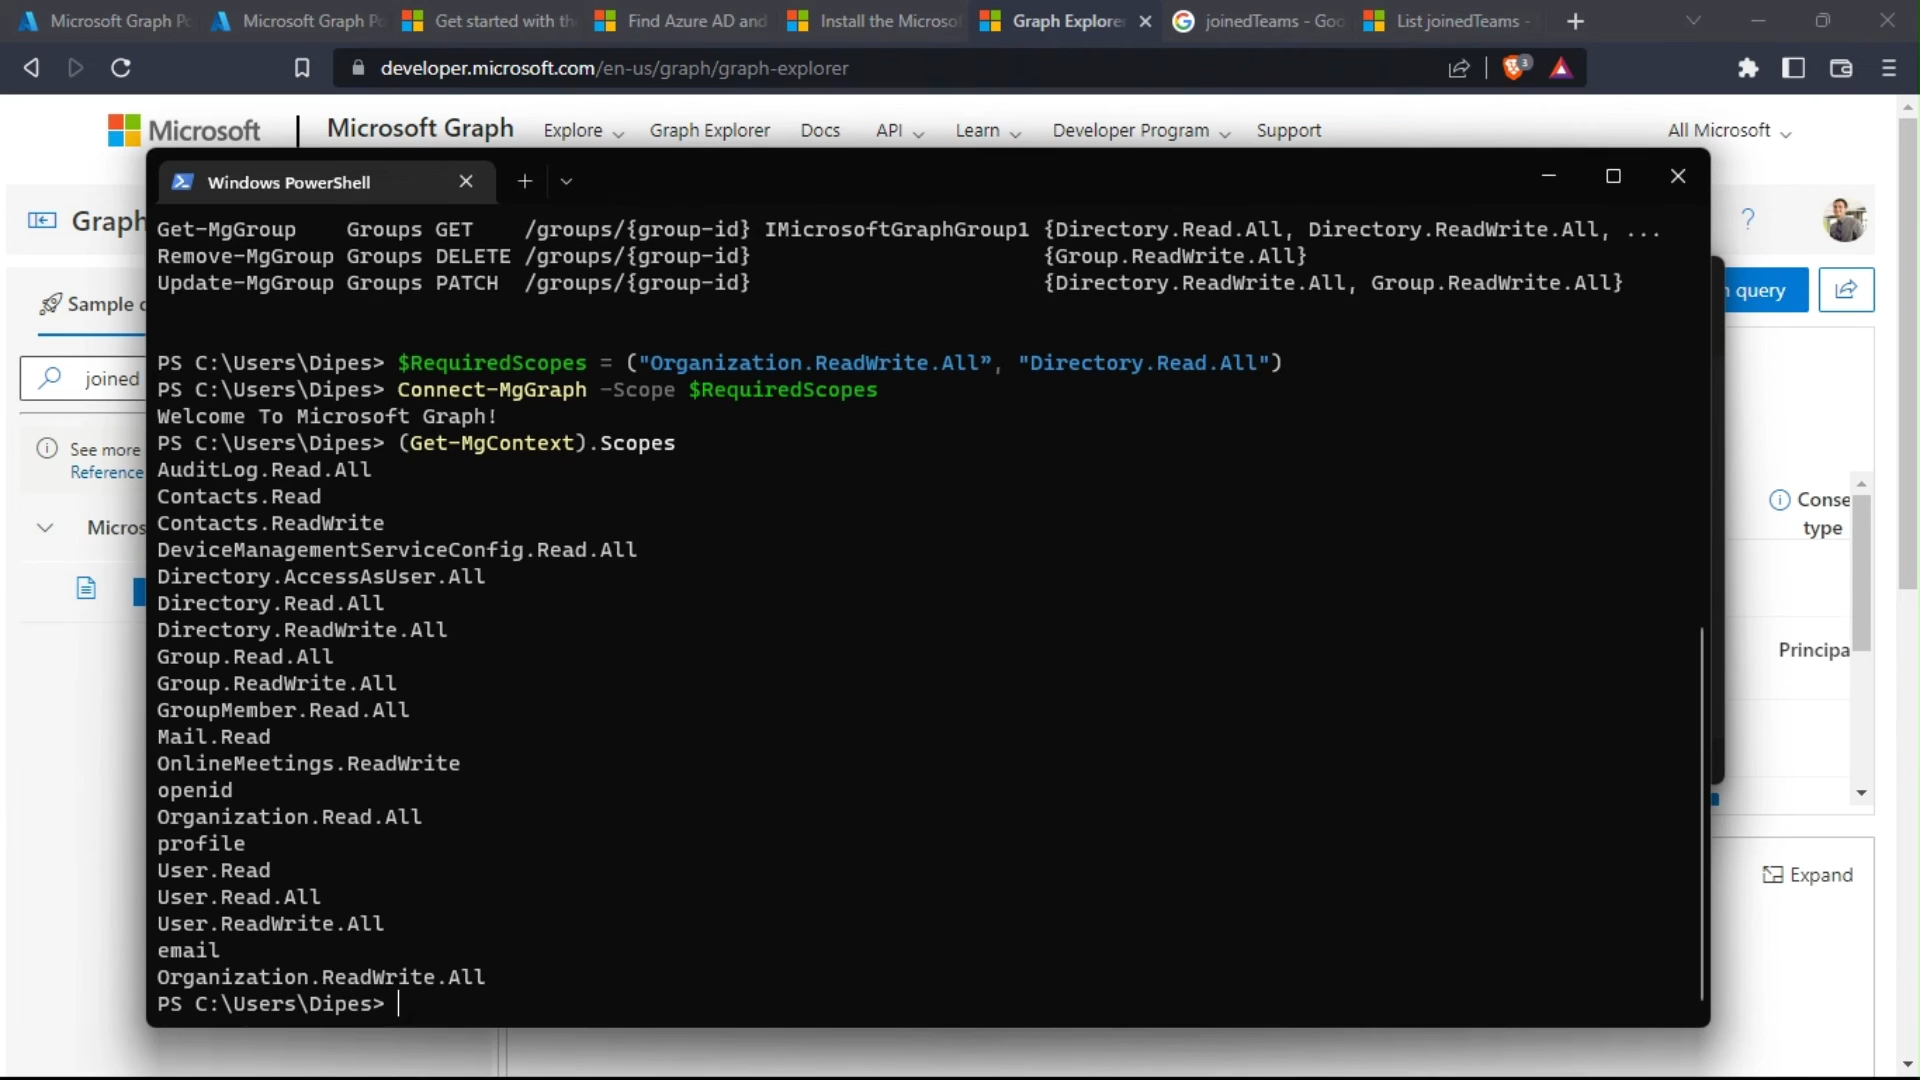 Microsoft Graph Po
Microsoft Graph Po
Get started with th
Find Azure AD and
Install the Microsof
Graph Explorer
joinedTeams - Goo
List joinedTeams -
developer.microsoft.com/en-us/graph/graph-explorer
3
Microsoft
Microsoft Graph
Explore
Graph Explorer
Docs
API
Learn
Developer Program
Support
All Microsoft
Graph
?
Sample
query
joined
See more
Reference
Micros
Conse
type
Principa
Expand
Windows PowerShell
Get-MgGroup    Groups GET    /groups/{group-id} IMicrosoftGraphGroup1 {Directory.Read.All, Directory.ReadWrite.All, ...
Remove-MgGroup Groups DELETE /groups/{group-id}                       {Group.ReadWrite.All}
Update-MgGroup Groups PATCH  /groups/{group-id}                       {Directory.ReadWrite.All, Group.ReadWrite.All}
PS C:\Users\Dipes> $RequiredScopes = ("Organization.ReadWrite.All”, "Directory.Read.All")
PS C:\Users\Dipes> Connect-MgGraph -Scope $RequiredScopes
Welcome To Microsoft Graph!
PS C:\Users\Dipes> (Get-MgContext).Scopes
AuditLog.Read.All
Contacts.Read
Contacts.ReadWrite
DeviceManagementServiceConfig.Read.All
Directory.AccessAsUser.All
Directory.Read.All
Directory.ReadWrite.All
Group.Read.All
Group.ReadWrite.All
GroupMember.Read.All
Mail.Read
OnlineMeetings.ReadWrite
openid
Organization.Read.All
profile
User.Read
User.Read.All
User.ReadWrite.All
email
Organization.ReadWrite.All
PS C:\Users\Dipes>